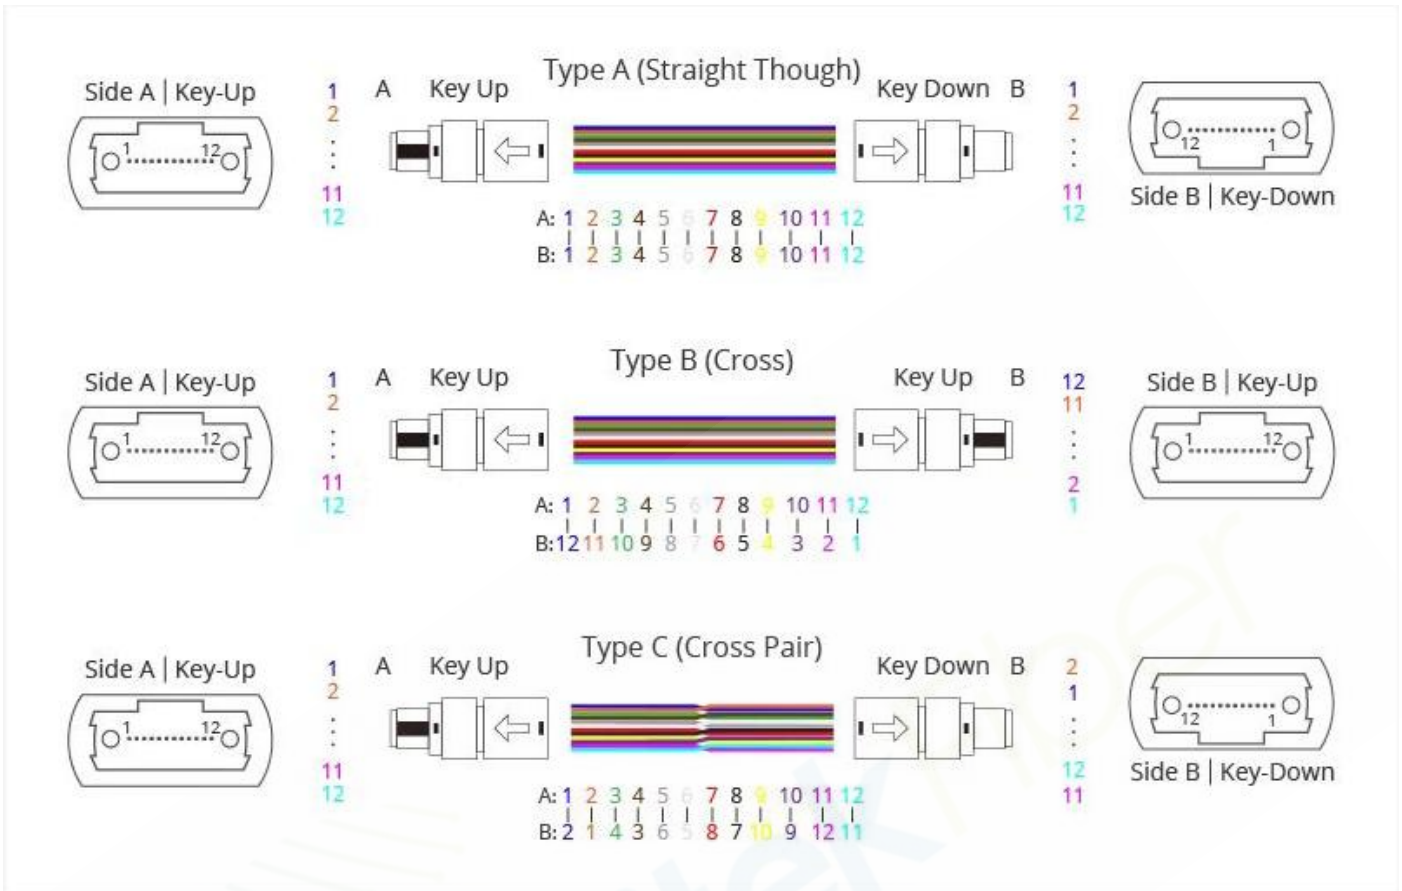 Type A (Straight Though)
Side A | Key-Up
1
2
11
12
A Key Up
Key Down B
1
2
11
12
1 12
12 1
Side B | Key-Down
A: 1 2 3 4 5 6 7 8 9 10 11 12
B: 1 2 3 4 5 6 7 8 9 10 11 12
Type B (Cross)
Side A | Key-Up
1
2
11
12
A Key Up
Key Up B
12
11
2
1
Side B | Key-Up
1 12
1 12
A: 1 2 3 4 5 6 7 8 9 10 11 12
B: 12 11 10 9 8 7 6 5 4 3 2 1
Type C (Cross Pair)
Side A | Key-Up
1
2
11
12
A Key Up
Key Down B
2
1
12
11
1 12
12 1
Side B | Key-Down
A: 1 2 3 4 5 6 7 8 9 10 11 12
B: 2 1 4 3 6 5 8 7 10 9 12 11